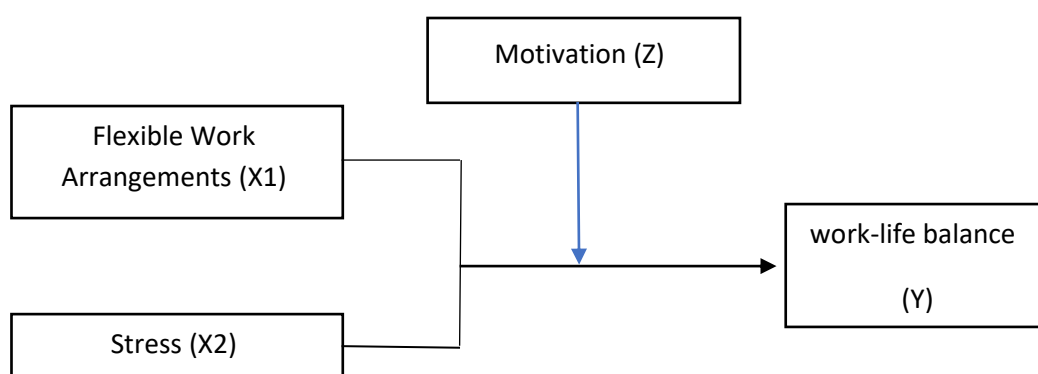 Motivation (Z)
Flexible Work
Arrangements (X1)
work-life balance
(Y)
Stress (X2)